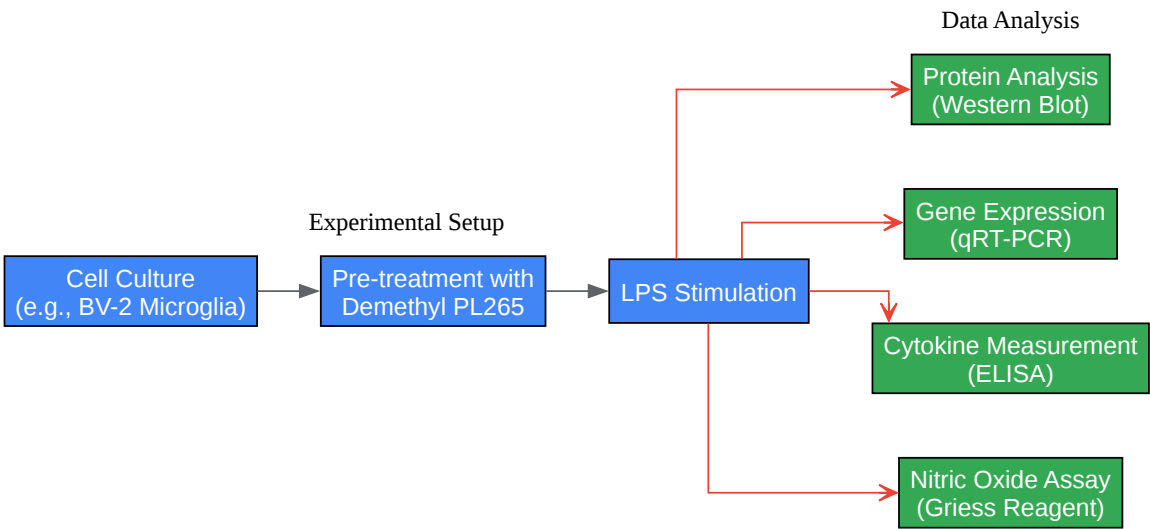 Data Analysis
Protein Analysis
(Western Blot)
Gene Expression
(qRT-PCR)
Experimental Setup
Cell Culture
(e.g., BV-2 Microglia)
Pre-treatment with
Demethyl PL265
LPS Stimulation
Cytokine Measurement
(ELISA)
Nitric Oxide Assay
(Griess Reagent)